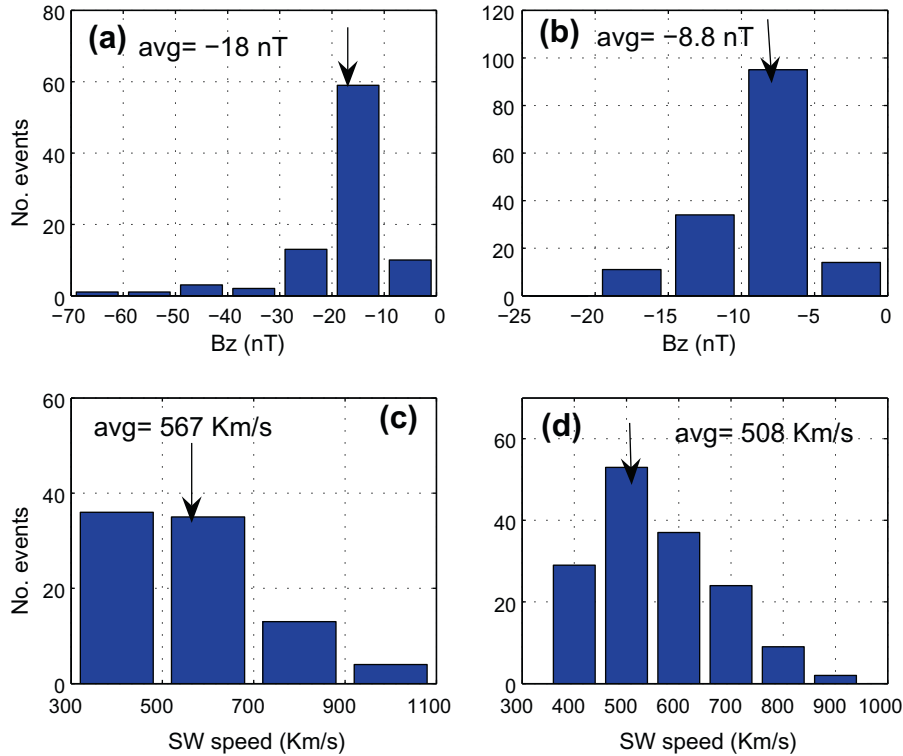 (a)
avg= −18 nT
No. events
80
60
40
20
0
−70 −60 −50 −40 −30 −20 −10 0
Bz (nT)
(b)
avg= −8.8 nT
120
100
80
60
40
20
0
−25 −20 −15 −10 −5 0
Bz (nT)
(c)
avg= 567 Km/s
No. events
60
40
20
0
300 500 700 900 1100
SW speed (Km/s)
(d)
avg= 508 Km/s
60
40
20
0
300 400 500 600 700 800 900 1000
SW speed (Km/s)